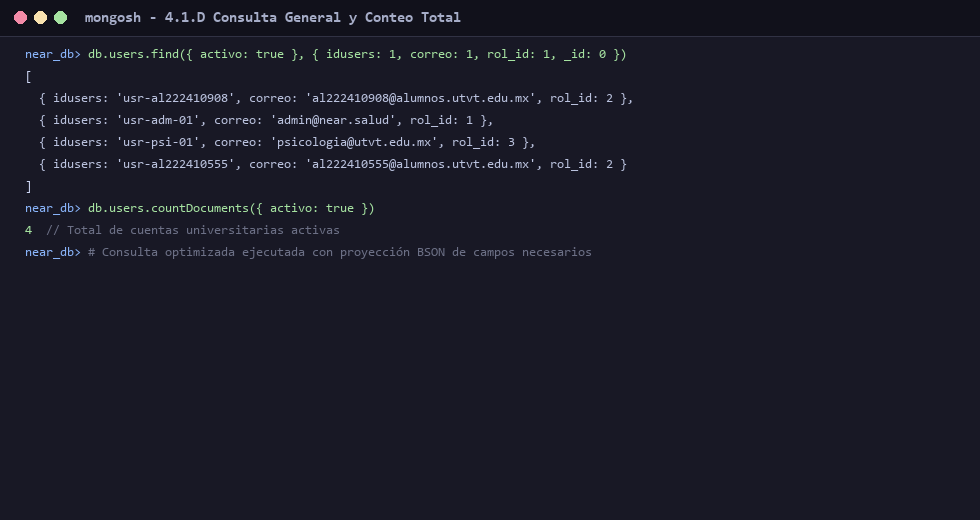 mongosh - 4.1.D Consulta General y Conteo Total
near_db> db.users.find({ activo: true }, { idusers: 1, correo: 1, rol_id: 1, _id: 0 })
[
  { idusers: 'usr-al222410908', correo: 'al222410908@alumnos.utvt.edu.mx', rol_id: 2 },
  { idusers: 'usr-adm-01', correo: 'admin@near.salud', rol_id: 1 },
  { idusers: 'usr-psi-01', correo: 'psicologia@utvt.edu.mx', rol_id: 3 },
  { idusers: 'usr-al222410555', correo: 'al222410555@alumnos.utvt.edu.mx', rol_id: 2 }
]
near_db> db.users.countDocuments({ activo: true })
4  // Total de cuentas universitarias activas
near_db> # Consulta optimizada ejecutada con proyección BSON de campos necesarios